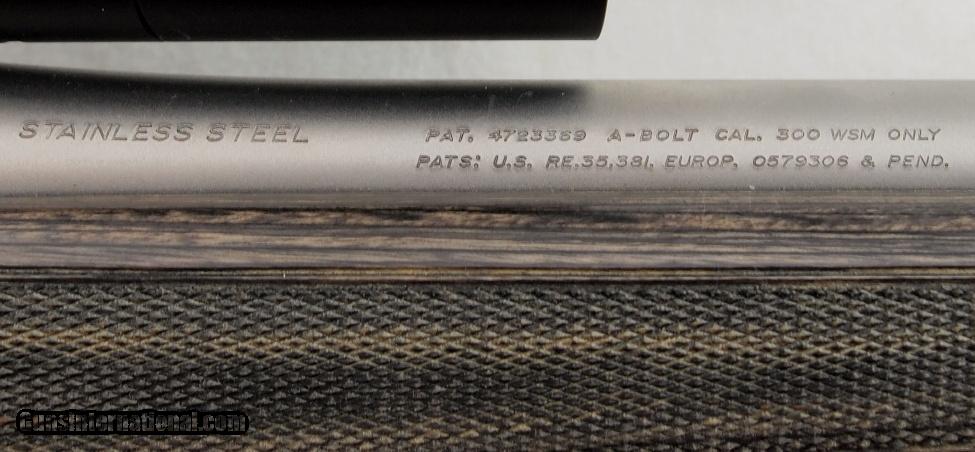 STAINLESS STEEL
PAT. 4723369 A-BOLT CAL. 300 WSM ONLY
PATS: U.S. RE.35,381, EUROP. 0579306 & PEND.
GunsInternational.com